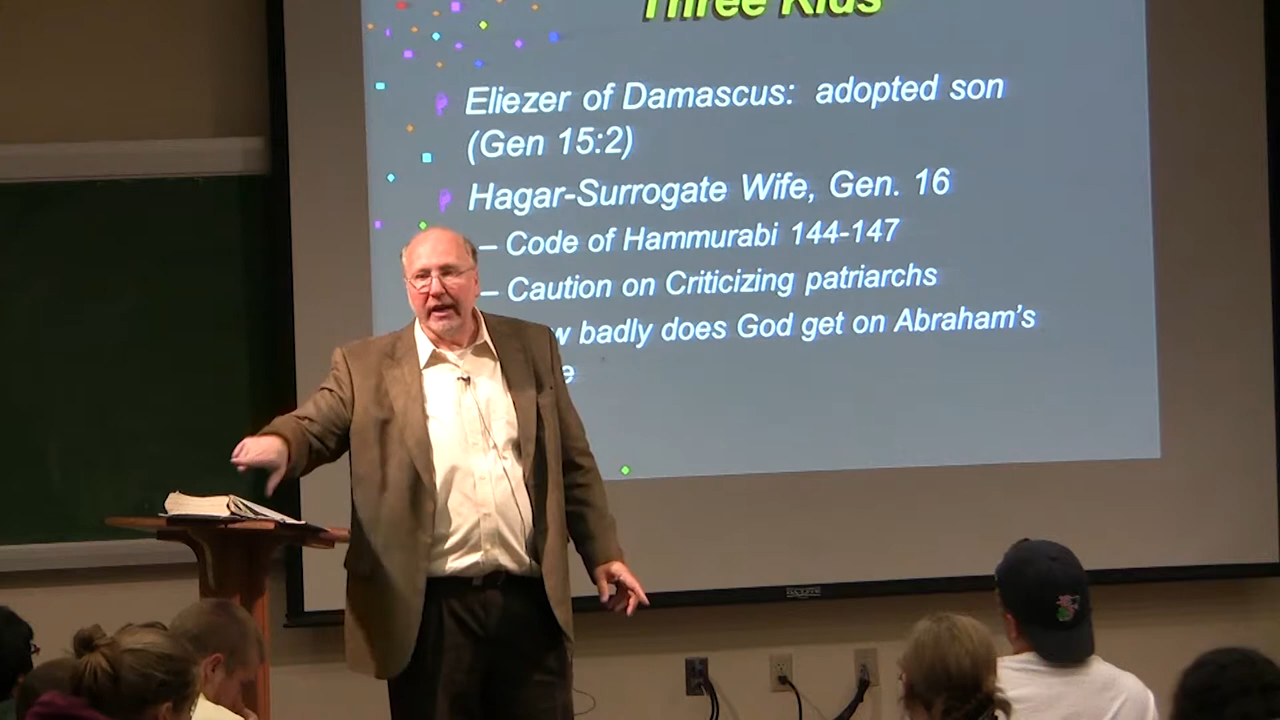 Three Kids
Eliezer of Damascus: adopted son
(Gen 15:2)
Hagar-Surrogate Wife, Gen. 16
– Code of Hammurabi 144-147
– Caution on Criticizing patriarchs
badly does God get on Abraham's